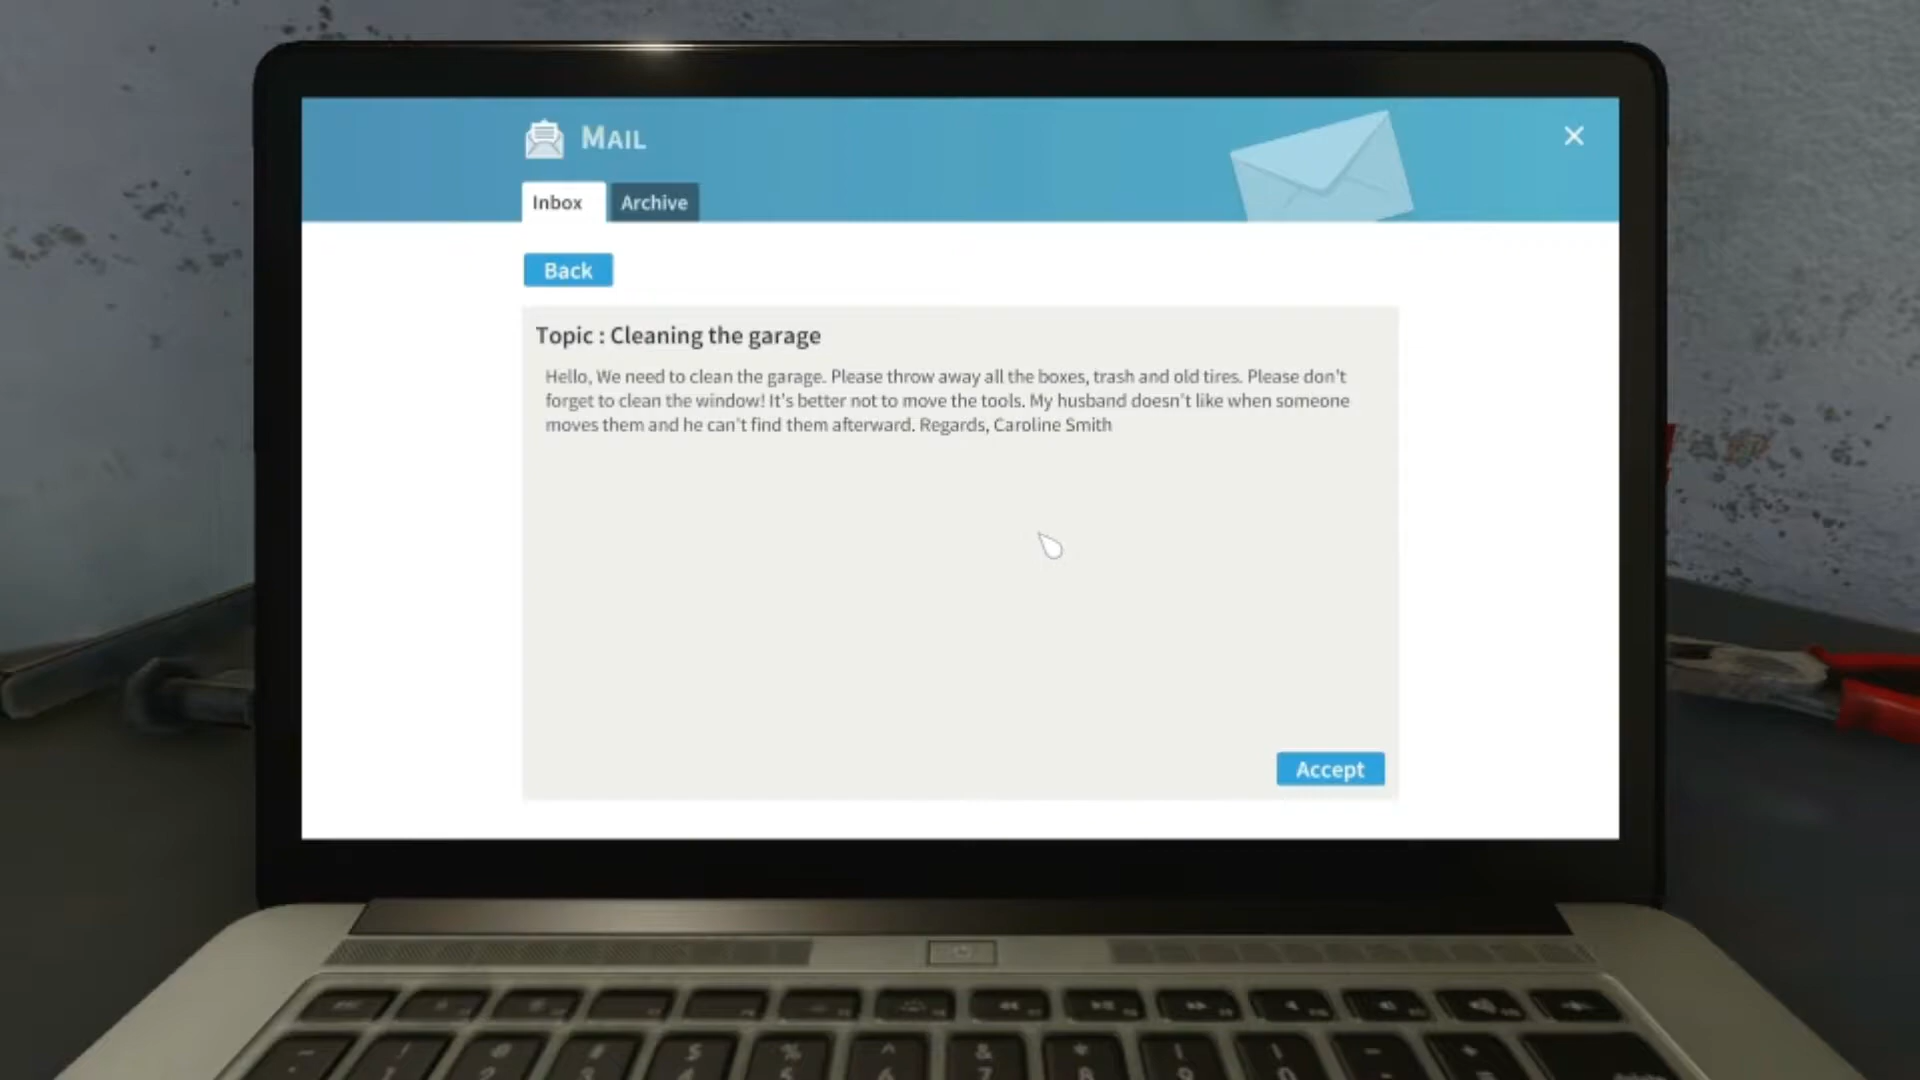 MAIL
Inbox
Archive
Back
Topic : Cleaning the garage
Hello, We need to clean the garage. Please throw away all the boxes, trash and old tires. Please don't
forget to clean the window! It's better not to move the tools. My husband doesn't like when someone
moves them and he can't find them afterward. Regards, Caroline Smith
Accept